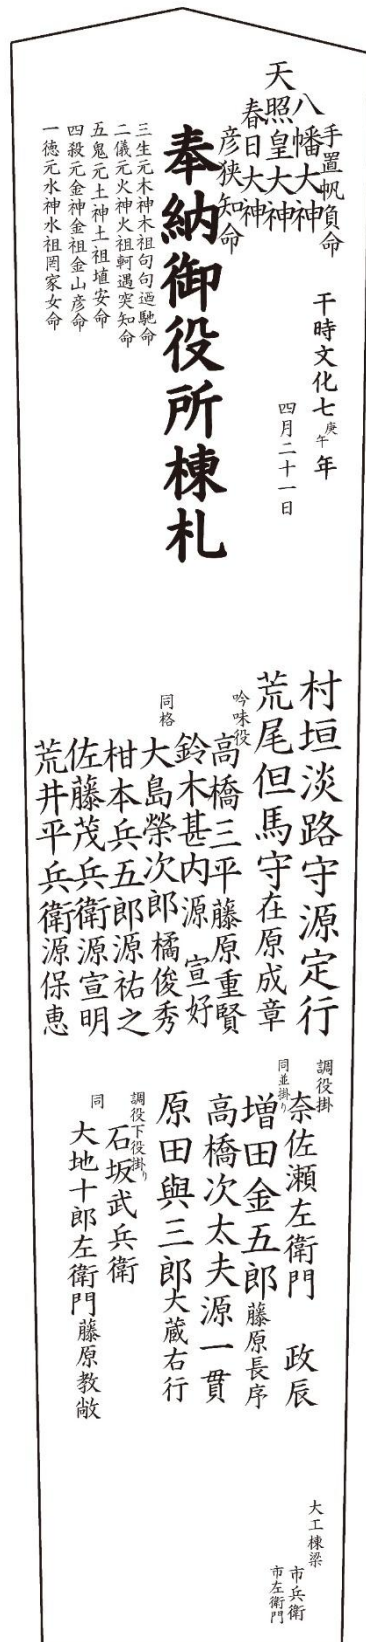 手置帆負命
八幡大神
天照皇大神
春日大神
彦狭知命
干時文化七庚午年
四月二十一日
奉納御役所棟札
三生元木神木祖句句廼馳命
二儀元火神火祖軻遇突知命
五鬼元土神土祖埴安命
四殺元金神金祖金山彦命
一徳元水神水祖罔家女命
村垣淡路守源定行
荒尾但馬守在原成章
吟味役
高橋三平藤原重賢
鈴木甚内源 宣好
同格
大島榮次郎橘俊秀
柑本兵五郎源祐之
佐藤茂兵衛源宣明
荒井平兵衛源保恵
調役掛
奈佐瀬左衛門 政辰
同並掛り
増田金五郎藤原長序
高橋次太夫源一貫
原田與三郎大蔵右行
調役下役掛り
石坂武兵衛
同
大地十郎左衛門藤原教敞
大工棟梁
市兵衛
市左衛門